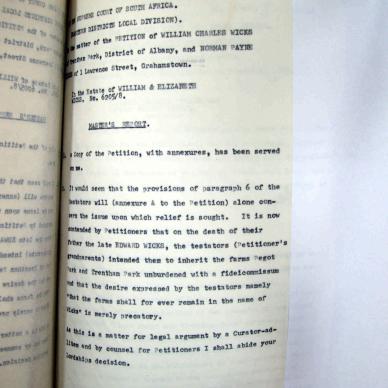 SUPREME COURT OF SOUTH AFRICA.
DISTRICTS LOCAL DIVISION).
matter of the PETITION of WILLIAM CHARLES WICKS
Trentham Park, District of Albany, and NORMAN PAYNE
of 1 Lawrence Street, Grahamstown.
In the Estate of WILLIAM & ELIZABETH
WICKS. No. 6905/8.
MASTER'S REPORT.
a Copy of the Petition, with annexures, has been served
on me.
It would seem that the provisions of paragraph 6 of the
testators will (annexure A to the Petition) alone con-
cern the issue upon which relief is sought. It is now
contended by Petitioners that on the death of their
father the late EDWARD WICKS, the testators (Petitioner's
grandparents) intended them to inherit the farms Pegot
Park and Trentham Park unburdened with a fideicommissum
and that the desire expressed by the testators namely
"that the farms shall for ever remain in the name of
Wicks" is merely precatory.
As this is a matter for legal argument by a Curator-ad-
litem and by counsel for Petitioners I shall abide your
Lordships decision.